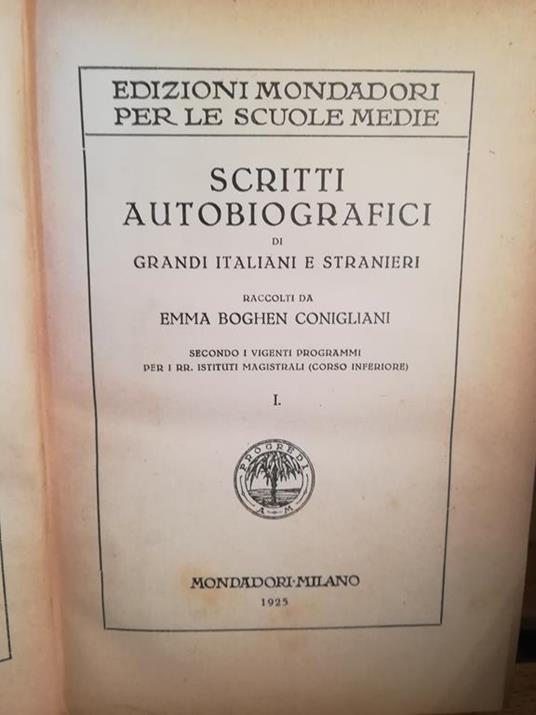 EDIZIONI MONDADORI
PER LE SCUOLE MEDIE
SCRITTI
AUTOBIOGRAFICI
DI
GRANDI ITALIANI E STRANIERI
RACCOLTI DA
EMMA BOGHEN CONIGLIANI
SECONDO I VIGENTI PROGRAMMI
PER I RR. ISTITUTI MAGISTRALI (CORSO INFERIORE)
I.
PROGREDI
A M
MONDADORI·MILANO
1925